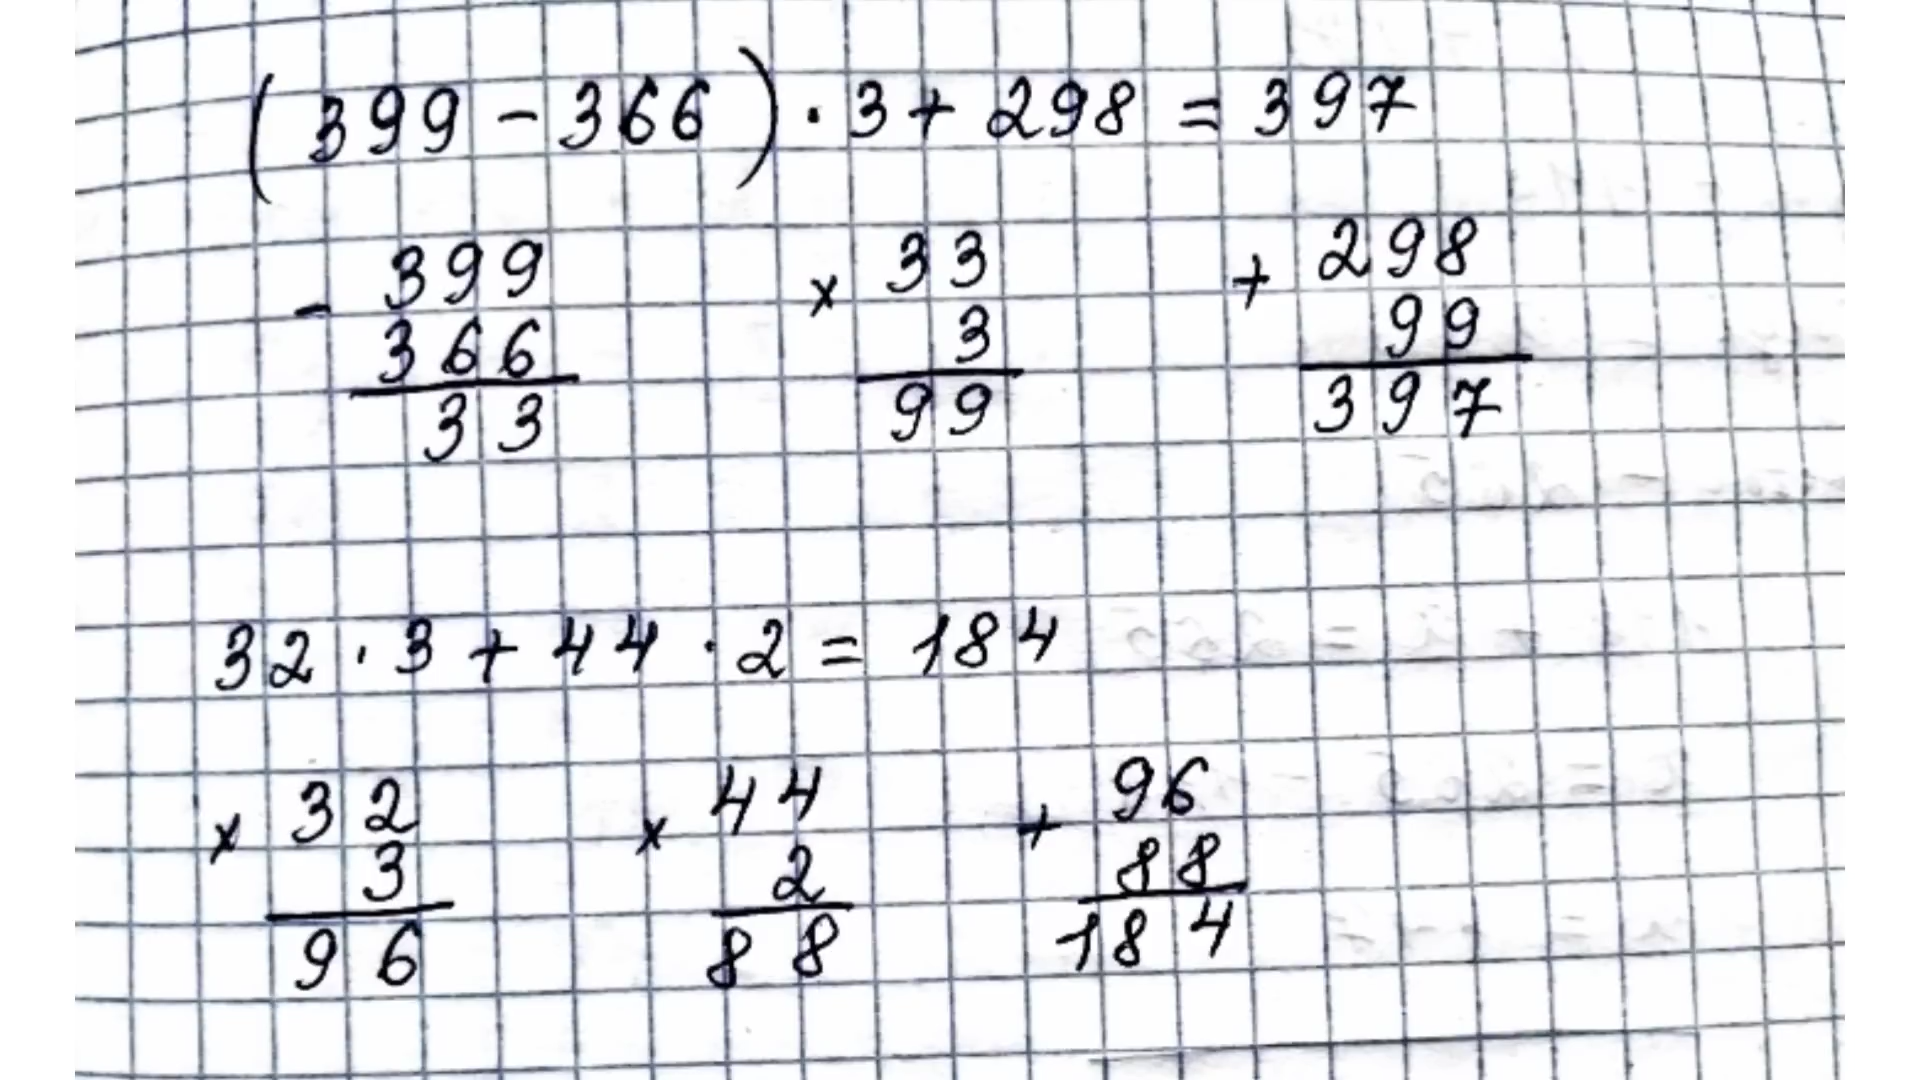 (399 - 366) · 3 + 298 = 397
- 399 × 33 + 298
366 3 99
33 99 397
32 · 3 + 44 · 2 = 184
× 32 × 44 + 96
3 2 88
96 88 184